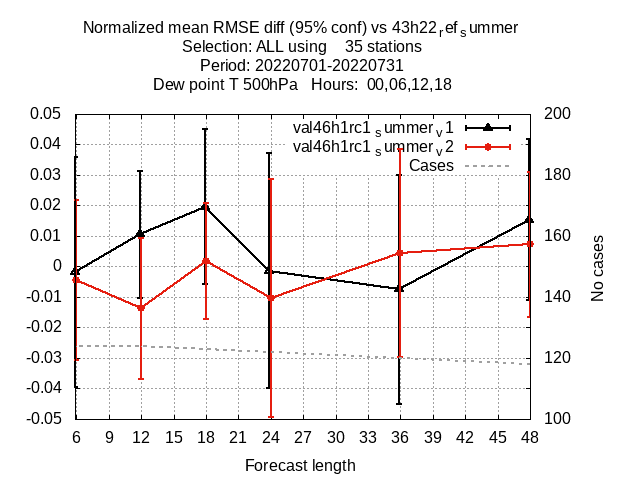 Normalized mean RMSE diff (95% conf) vs 43h22ref_summer
Selection: ALL using 35 stations
Period: 20220701-20220731
Dew point T 500hPa Hours: 00,06,12,18
val46h1rc1summerv1
val46h1rc1summerv2
Cases
0.05
0.04
0.03
0.02
0.01
0
-0.01
-0.02
-0.03
-0.04
-0.05
200
180
160
140
120
100
No cases
6 9 12 15 18 21 24 27 30 33 36 39 42 45 48
Forecast length